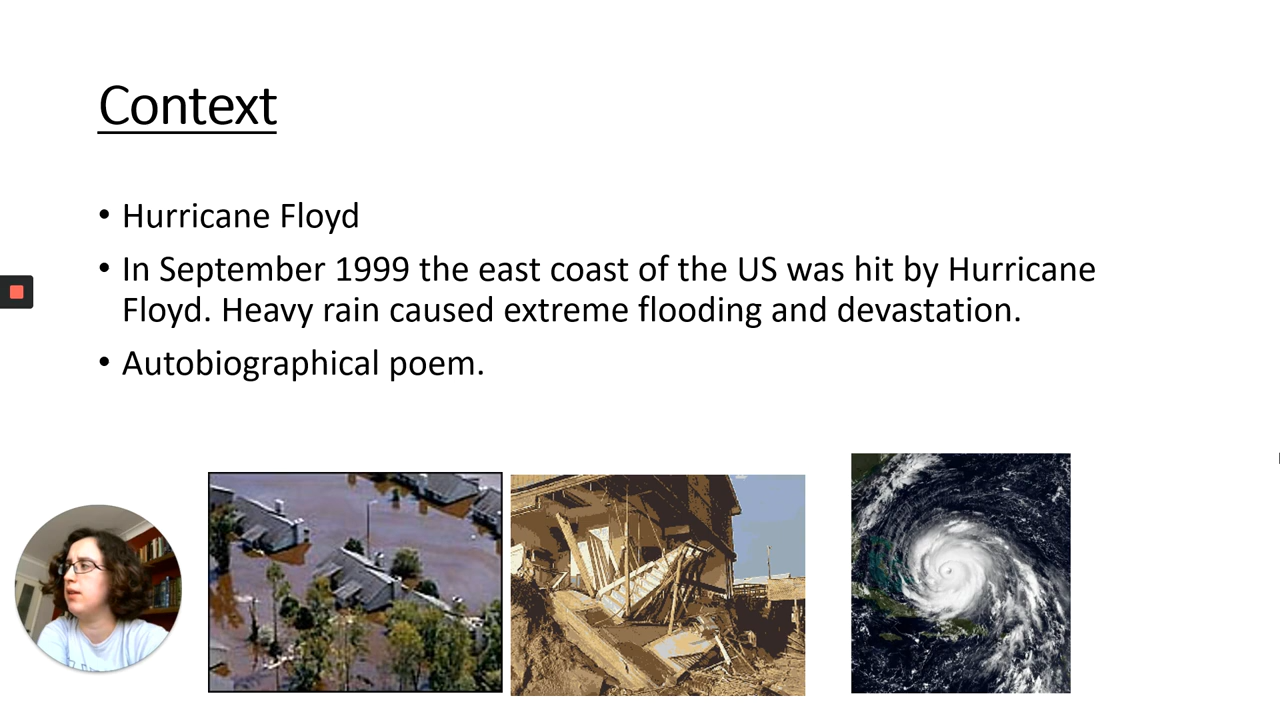 Context
• Hurricane Floyd
• In September 1999 the east coast of the US was hit by Hurricane
Floyd. Heavy rain caused extreme flooding and devastation.
• Autobiographical poem.